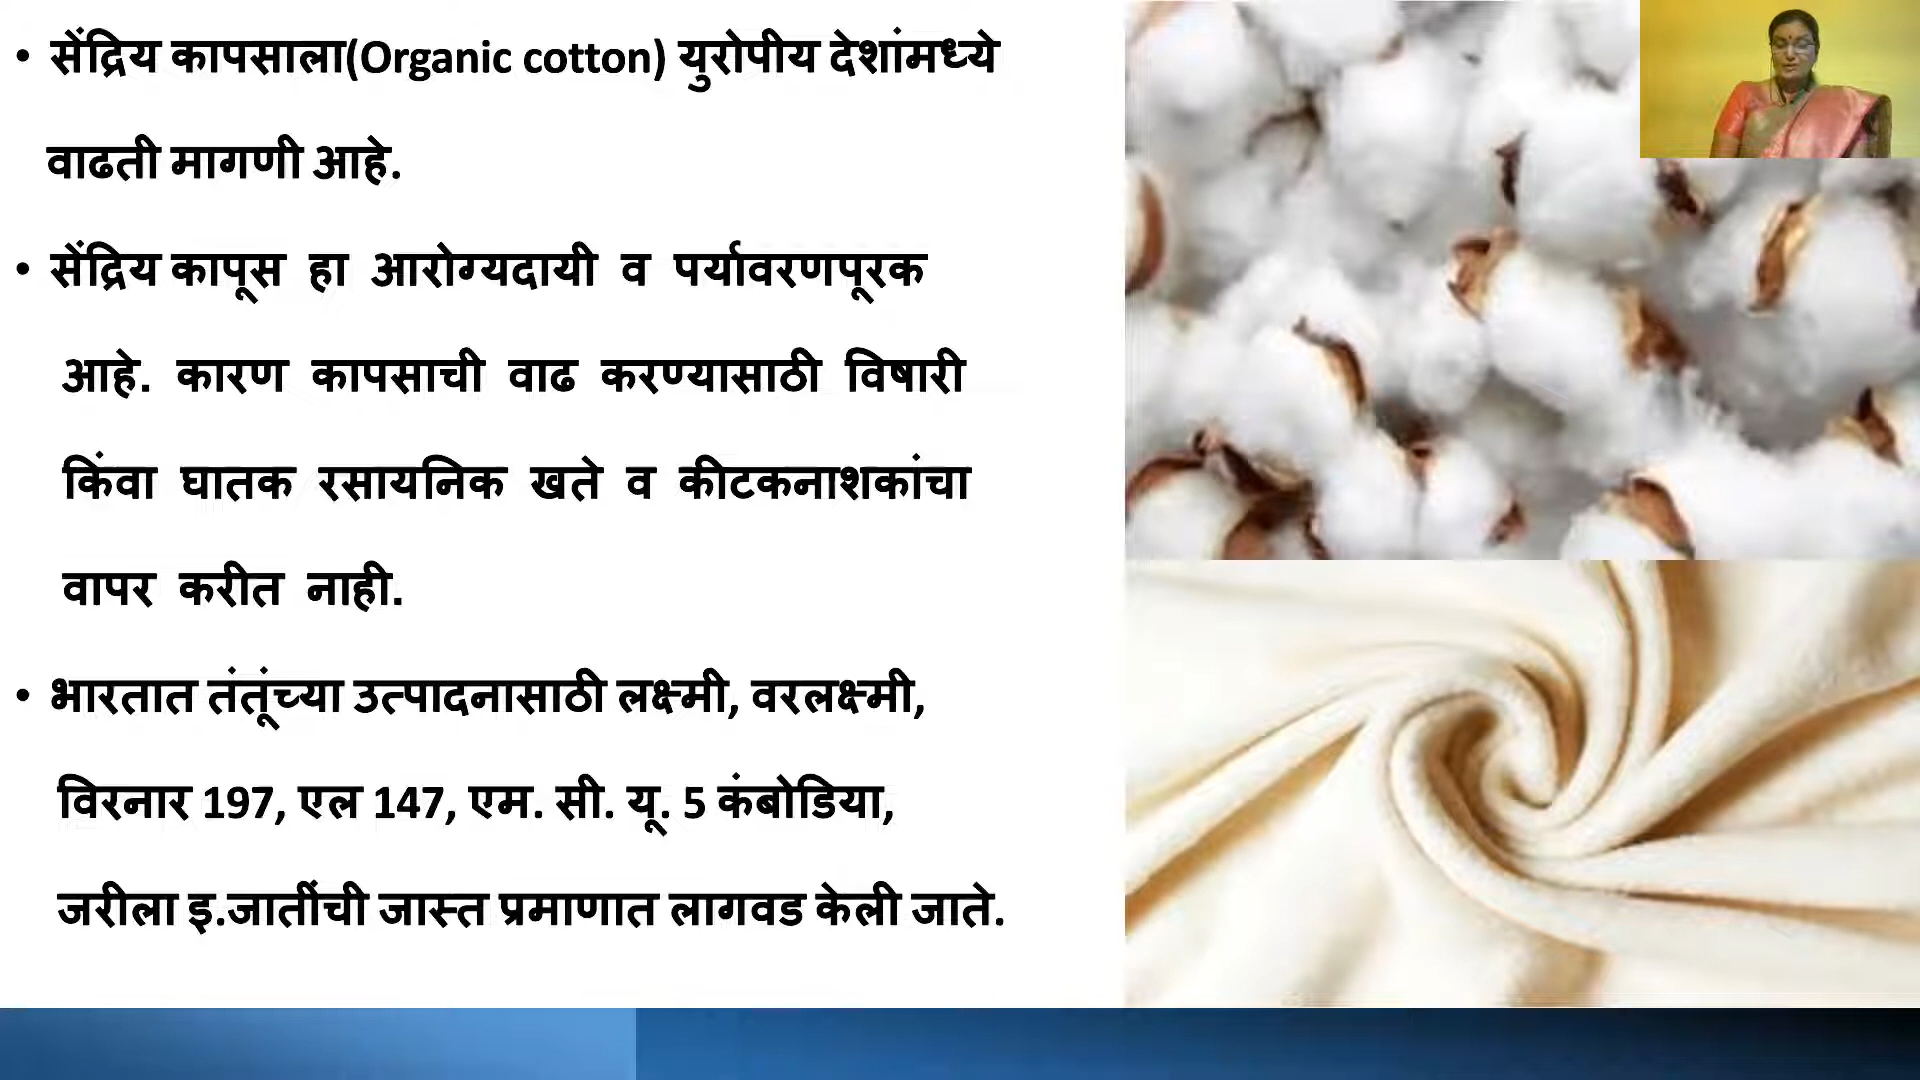 • सेंद्रिय कापसाला(Organic cotton) युरोपीय देशांमध्ये
वाढती मागणी आहे.
• सेंद्रिय कापूस हा आरोग्यदायी व पर्यावरणपूरक
आहे. कारण कापसाची वाढ करण्यासाठी विषारी
किंवा घातक रसायनिक खते व कीटकनाशकांचा
वापर करीत नाही.
• भारतात तंतूंच्या उत्पादनासाठी लक्ष्मी, वरलक्ष्मी,
विरनार 197, एल 147, एम. सी. यू. 5 कंबोडिया,
जरीला इ.जातींची जास्त प्रमाणात लागवड केली जाते.